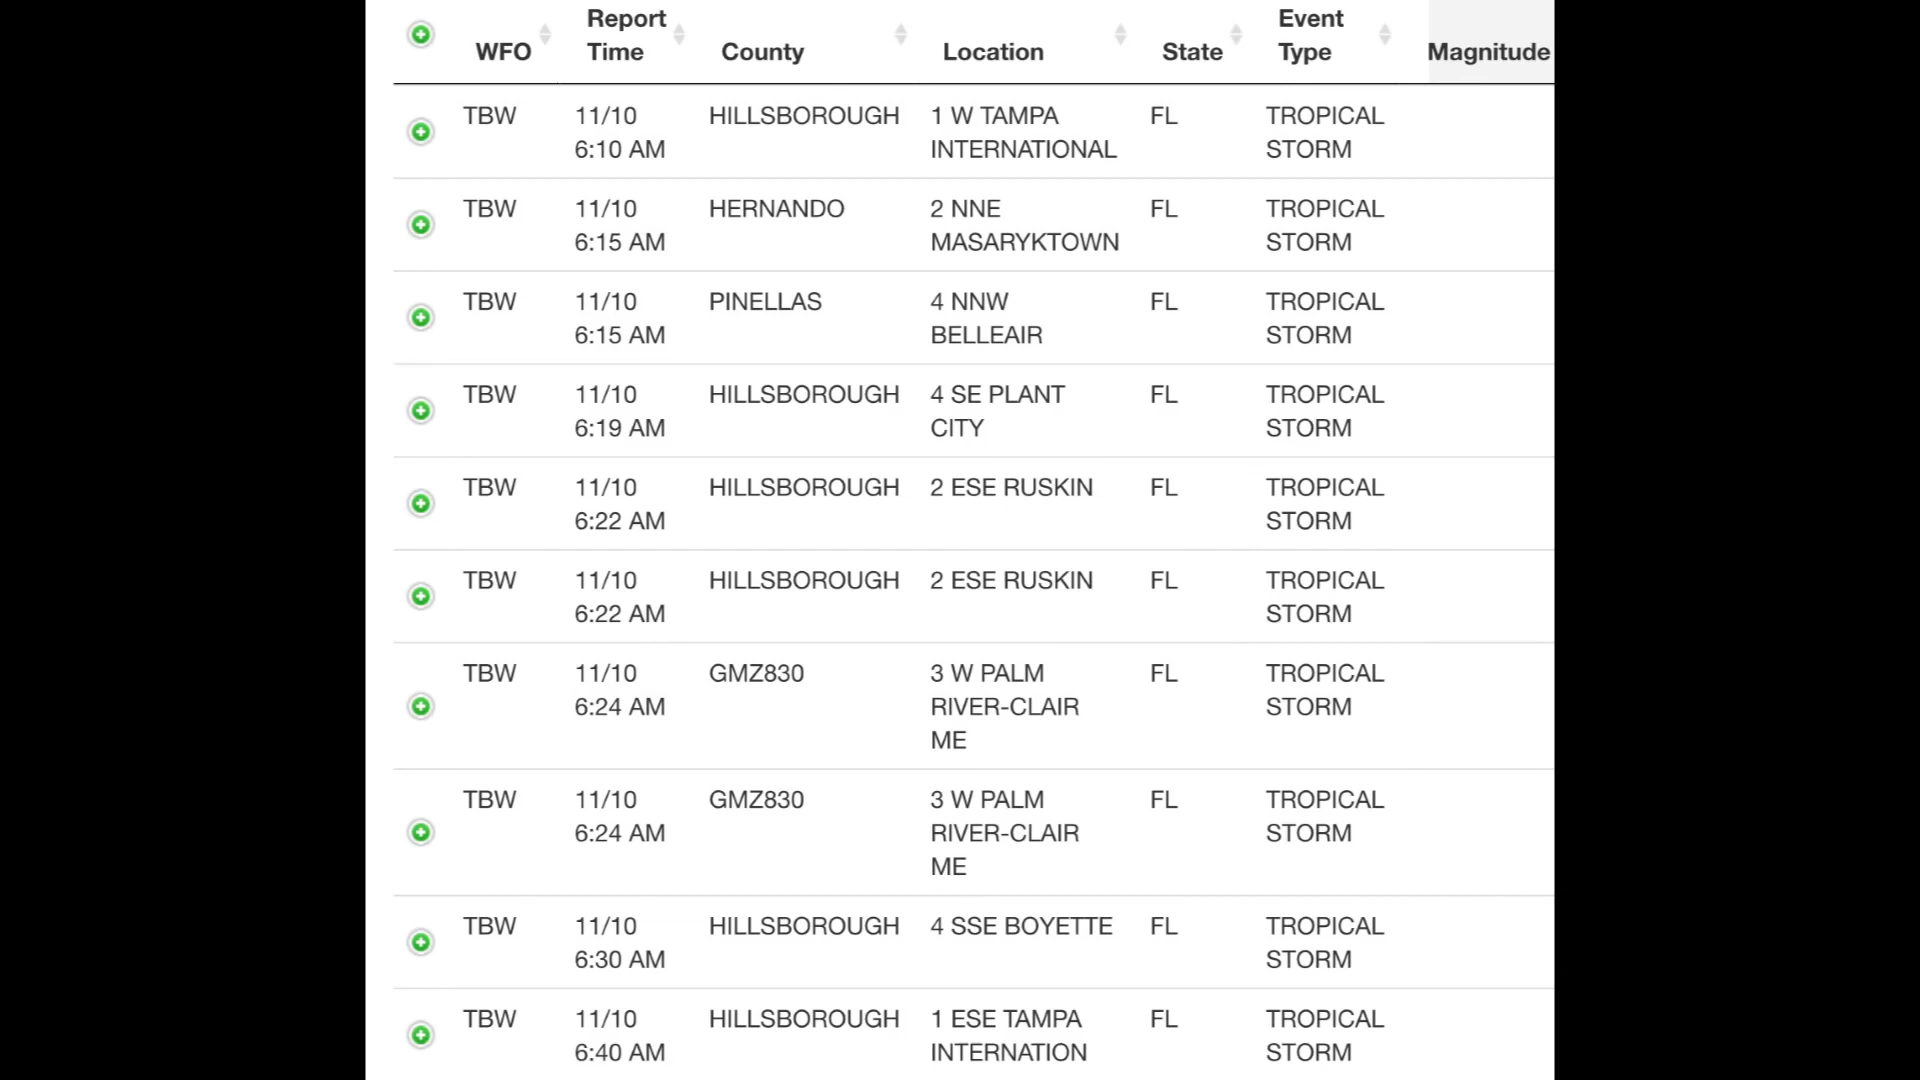 WFO Report Time County Location State Event Type Magnitude
TBW 11/10 HILLSBOROUGH 1 W TAMPA FL TROPICAL
6:10 AM INTERNATIONAL STORM
TBW 11/10 HERNANDO 2 NNE FL TROPICAL
6:15 AM MASARYKTOWN STORM
TBW 11/10 PINELLAS 4 NNW FL TROPICAL
6:15 AM BELLEAIR STORM
TBW 11/10 HILLSBOROUGH 4 SE PLANT FL TROPICAL
6:19 AM CITY STORM
TBW 11/10 HILLSBOROUGH 2 ESE RUSKIN FL TROPICAL
6:22 AM STORM
TBW 11/10 HILLSBOROUGH 2 ESE RUSKIN FL TROPICAL
6:22 AM STORM
TBW 11/10 GMZ830 3 W PALM FL TROPICAL
6:24 AM RIVER-CLAIR STORM
ME
TBW 11/10 GMZ830 3 W PALM FL TROPICAL
6:24 AM RIVER-CLAIR STORM
ME
TBW 11/10 HILLSBOROUGH 4 SSE BOYETTE FL TROPICAL
6:30 AM STORM
TBW 11/10 HILLSBOROUGH 1 ESE TAMPA FL TROPICAL
6:40 AM INTERNATION STORM